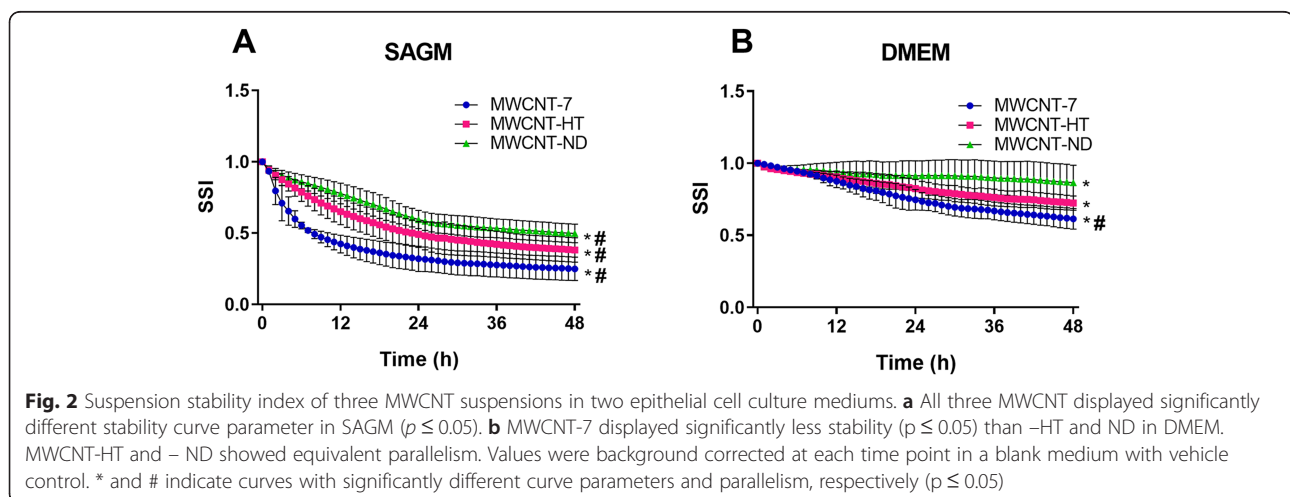 A
SAGM
MWCNT-7
MWCNT-HT
MWCNT-ND
1.5
1.0
0.5
0.0
SSI
*#
*#
*#
0 12 24 36 48
Time (h)
B
DMEM
MWCNT-7
MWCNT-HT
MWCNT-ND
1.5
1.0
0.5
0.0
SSI
*
*
*#
0 12 24 36 48
Time (h)
Fig. 2 Suspension stability index of three MWCNT suspensions in two epithelial cell culture mediums. a All three MWCNT displayed significantly
different stability curve parameter in SAGM (p ≤ 0.05). b MWCNT-7 displayed significantly less stability (p ≤ 0.05) than –HT and ND in DMEM.
MWCNT-HT and – ND showed equivalent parallelism. Values were background corrected at each time point in a blank medium with vehicle
control. * and # indicate curves with significantly different curve parameters and parallelism, respectively (p ≤ 0.05)